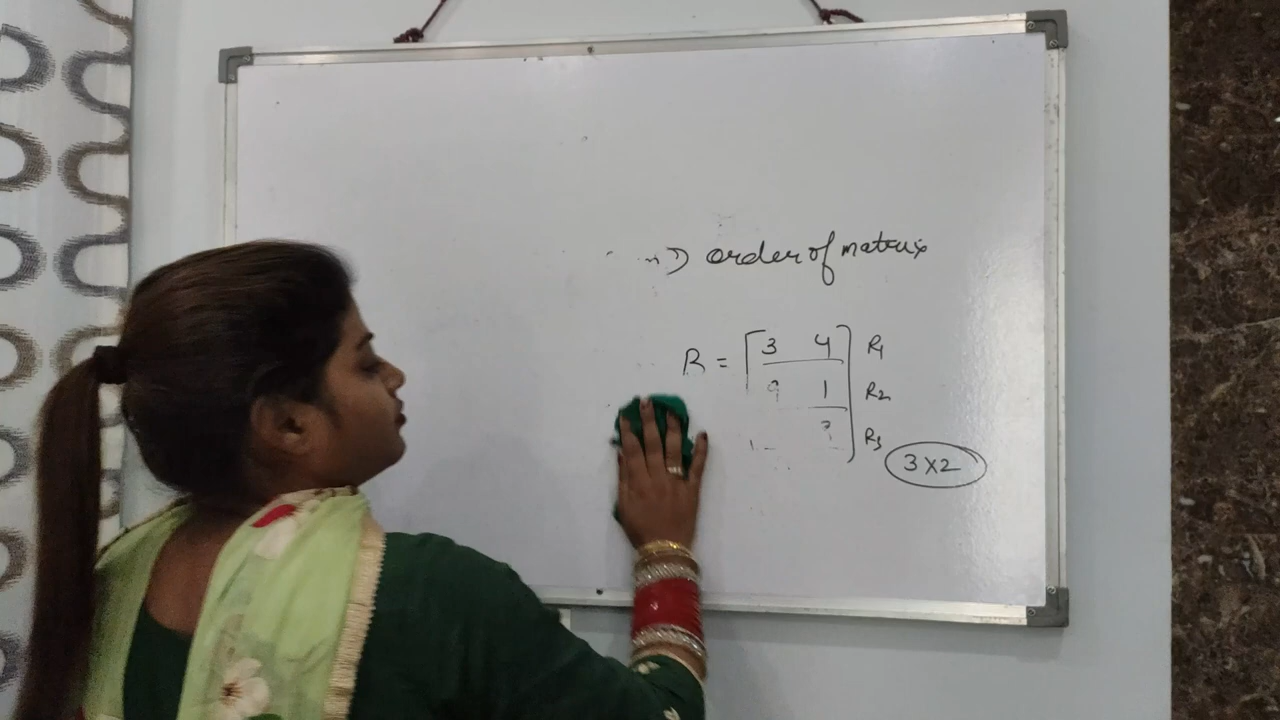 order of matrix
R = 3 4 R1
9 1 R2
R3
3x2